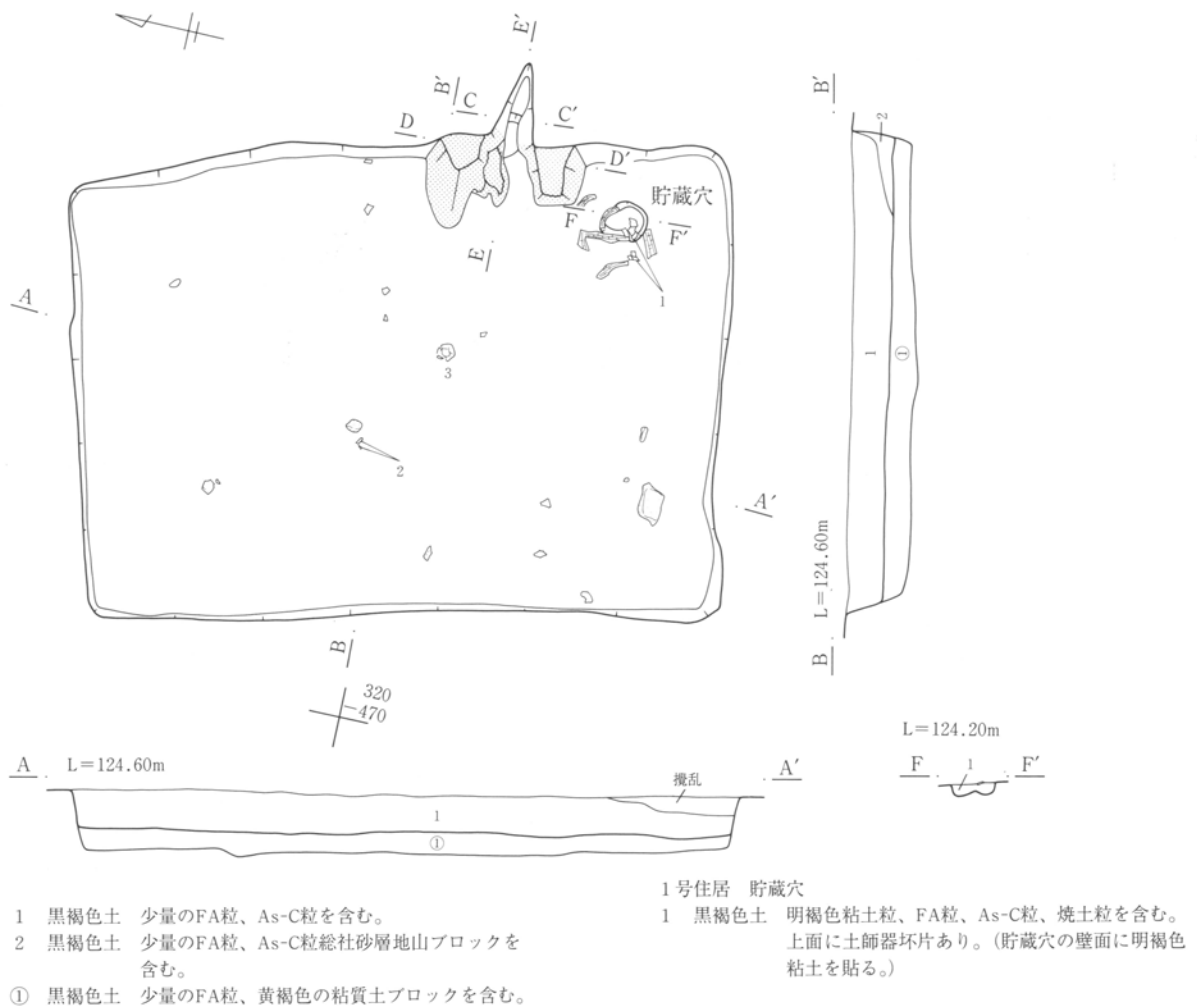 E′
B′
C
C′
D
D′
貯蔵穴
F
F′
E
1
A
3
2
A′
B
320
-470
B′
2
1
①
L=124.60m
B
A L=124.60m A′
攪乱
1
①
L=124.20m
F 1 F′
1 黒褐色土 少量のFA粒、As-C粒を含む。
2 黒褐色土 少量のFA粒、As-C粒総社砂層地山ブロックを
含む。
① 黒褐色土 少量のFA粒、黄褐色の粘質土ブロックを含む。
1号住居 貯蔵穴
1 黒褐色土 明褐色粘土粒、FA粒、As-C粒、焼土粒を含む。
上面に土師器坏片あり。(貯蔵穴の壁面に明褐色
粘土を貼る。)